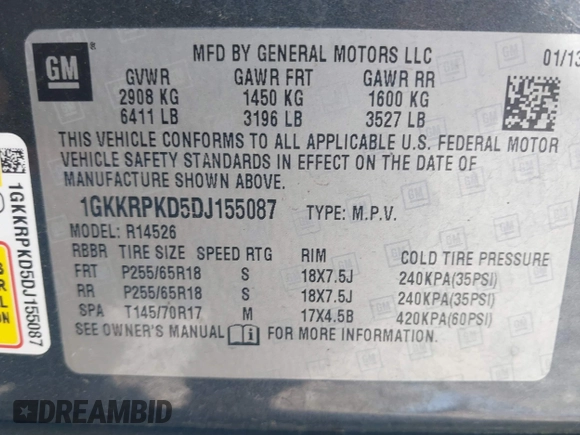 GM
®
MFD BY GENERAL MOTORS LLC
01/13
GVWR GAWR FRT GAWR RR
2908 KG 1450 KG 1600 KG
6411 LB 3196 LB 3527 LB
THIS VEHICLE CONFORMS TO ALL APPLICABLE U.S. FEDERAL MOTOR
VEHICLE SAFETY STANDARDS IN EFFECT ON THE DATE OF
MANUFACTURE SHOWN ABOVE.
1GKKRPKD5DJ155087 TYPE: M.P.V.
MODEL: R14526
RBBR TIRE SIZE SPEED RTG RIM COLD TIRE PRESSURE
FRT P255/65R18 S 18X7.5J 240KPA(35PSI)
RR P255/65R18 S 18X7.5J 240KPA(35PSI)
SPA T145/70R17 M 17X4.5B 420KPA(60PSI)
SEE OWNER'S MANUAL i FOR MORE INFORMATION.
1GKKRPKD5DJ155087
DREAMBID